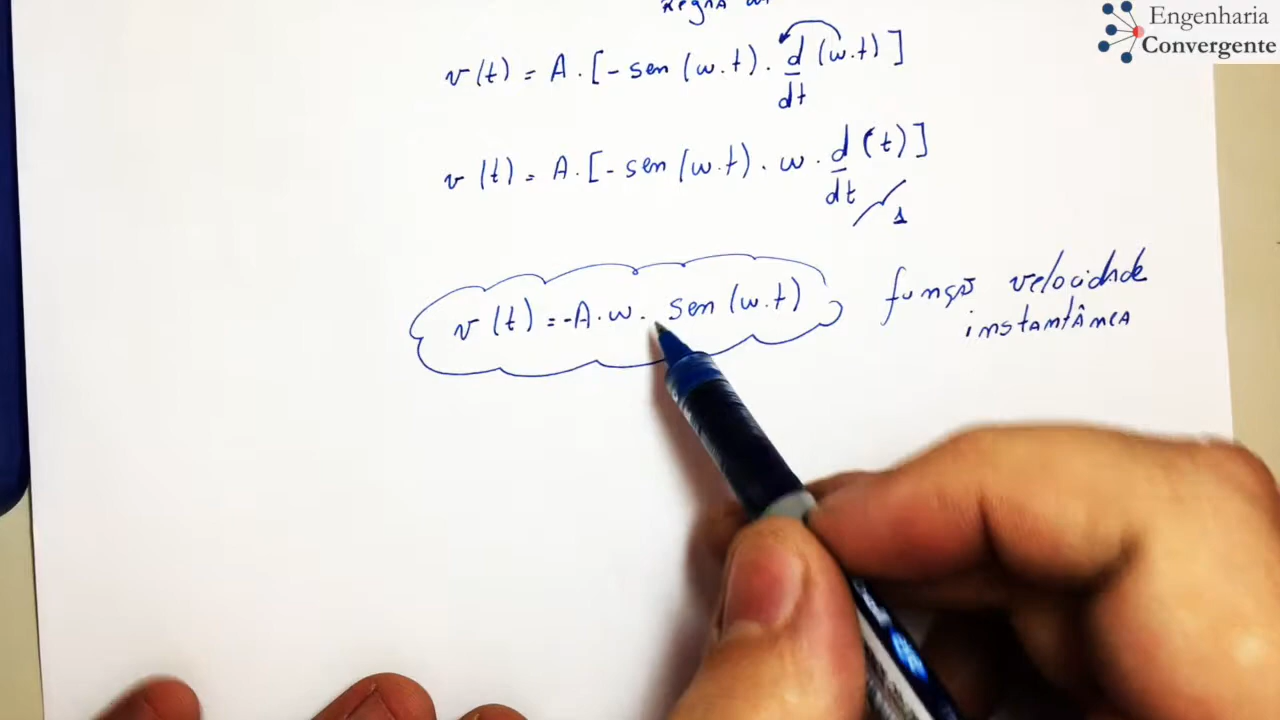 Engenharia
Convergente
v(t) = A.[-sen(w.t). d/dt (w.t)]
v(t) = A.[-sen(w.t). w. d/dt (t)]
1
v(t) = -A.w. sen(w.t)
função velocidade
instantânea